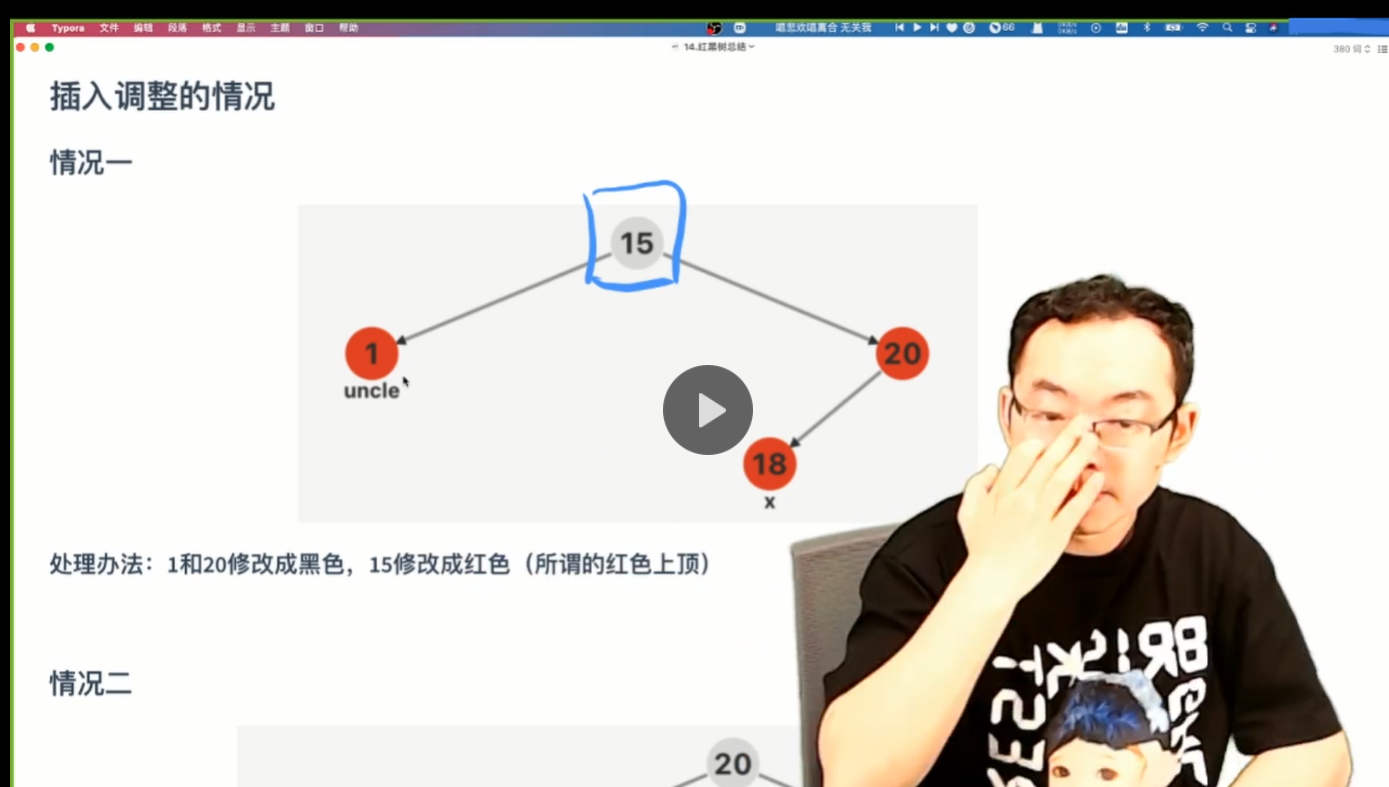 Typora 文件 编辑 段落 格式 显示 主题 窗口 帮助
唱悲欢唱离合 无关我
66
14.红黑树总结
380 词
插入调整的情况
情况一
15
1
20
uncle
18
x
处理办法：1和20修改成黑色，15修改成红色（所谓的红色上顶）
情况二
20